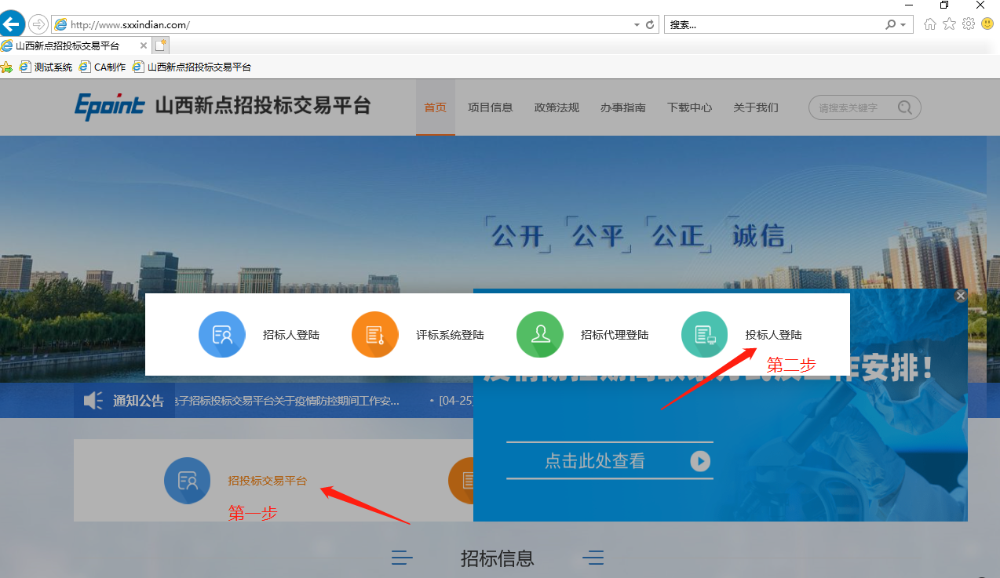 http://www.sxxindian.com/
搜索...
山西新点招投标交易平台
测试系统
CA制作
山西新点招投标交易平台
Epoint 山西新点招投标交易平台
首页
项目信息
政策法规
办事指南
下载中心
关于我们
请搜索关键字
公开 公平 公正 诚信
招标人登陆
评标系统登陆
招标代理登陆
投标人登陆
第二步
作安排!
通知公告
子招标投标交易平台关于疫情防控期间工作安...
• [04-25]
点击此处查看
招投标交易平台
第一步
招标信息